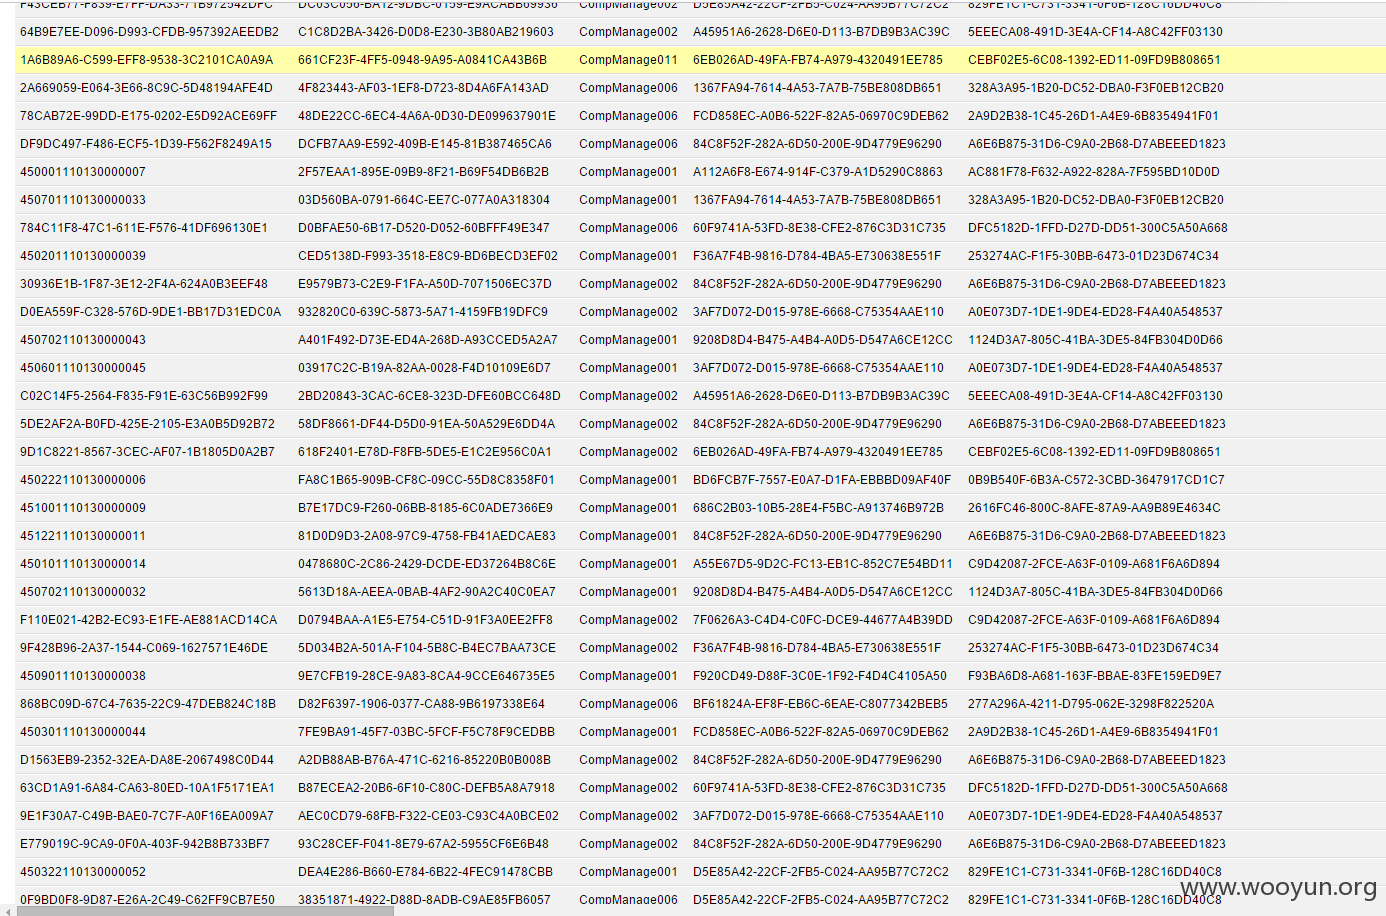 F43CEB77-F839-E7FF-DA33-71B972542DFC DC03C056-BA12-9DBC-0159-E9ACABB69936 CompManage002 D5E85A42-22CF-2FB5-C024-AA95B77C72C2 829FE1C1-C731-3341-0F6B-128C16DD40C8
64B9E7EE-D096-D993-CFDB-957392AEEDB2 C1C8D2BA-3426-D0D8-E230-3B80AB219603 CompManage002 A45951A6-2628-D6E0-D113-B7DB9B3AC39C 5EEECA08-491D-3E4A-CF14-A8C42FF03130
1A6B89A6-C599-EFF8-9538-3C2101CA0A9A 661CF23F-4FF5-0948-9A95-A0841CA43B6B CompManage011 6EB026AD-49FA-FB74-A979-4320491EE785 CEBF02E5-6C08-1392-ED11-09FD9B808651
2A669059-E064-3E66-8C9C-5D48194AFE4D 4F823443-AF03-1EF8-D723-8D4A6FA143AD CompManage006 1367FA94-7614-4A53-7A7B-75BE808DB651 328A3A95-1B20-DC52-DBA0-F3F0EB12CB20
78CAB72E-99DD-E175-0202-E5D92ACE69FF 48DE22CC-6EC4-4A6A-0D30-DE099637901E CompManage006 FCD858EC-A0B6-522F-82A5-06970C9DEB62 2A9D2B38-1C45-26D1-A4E9-6B8354941F01
DF9DC497-F486-ECF5-1D39-F562F8249A15 DCFB7AA9-E592-409B-E145-81B387465CA6 CompManage006 84C8F52F-282A-6D50-200E-9D4779E96290 A6E6B875-31D6-C9A0-2B68-D7ABEEED1823
450001110130000007 2F57EAA1-895E-09B9-8F21-B69F54DB6B2B CompManage001 A112A6F8-E674-914F-C379-A1D5290C8863 AC881F78-F632-A922-828A-7F595BD10D0D
450701110130000033 03D560BA-0791-664C-EE7C-077A0A318304 CompManage001 1367FA94-7614-4A53-7A7B-75BE808DB651 328A3A95-1B20-DC52-DBA0-F3F0EB12CB20
784C11F8-47C1-611E-F576-41DF696130E1 D0BFAE50-6B17-D520-D052-60BFFF49E347 CompManage006 60F9741A-53FD-8E38-CFE2-876C3D31C735 DFC5182D-1FFD-D27D-DD51-300C5A50A668
450201110130000039 CED5138D-F993-3518-E8C9-BD6BECD3EF02 CompManage001 F36A7F4B-9816-D784-4BA5-E730638E551F 253274AC-F1F5-30BB-6473-01D23D674C34
30936E1B-1F87-3E12-2F4A-624A0B3EEF48 E9579B73-C2E9-F1FA-A50D-7071506EC37D CompManage002 84C8F52F-282A-6D50-200E-9D4779E96290 A6E6B875-31D6-C9A0-2B68-D7ABEEED1823
D0EA559F-C328-576D-9DE1-BB17D31EDC0A 932820C0-639C-5873-5A71-4159FB19DFC9 CompManage002 3AF7D072-D015-978E-6668-C75354AAE110 A0E073D7-1DE1-9DE4-ED28-F4A40A548537
450702110130000043 A401F492-D73E-ED4A-268D-A93CCED5A2A7 CompManage001 9208D8D4-B475-A4B4-A0D5-D547A6CE12CC 1124D3A7-805C-41BA-3DE5-84FB304D0D66
450601110130000045 03917C2C-B19A-82AA-0028-F4D10109E6D7 CompManage001 3AF7D072-D015-978E-6668-C75354AAE110 A0E073D7-1DE1-9DE4-ED28-F4A40A548537
C02C14F5-2564-F835-F91E-63C56B992F99 2BD20843-3CAC-6CE8-323D-DFE60BCC648D CompManage002 A45951A6-2628-D6E0-D113-B7DB9B3AC39C 5EEECA08-491D-3E4A-CF14-A8C42FF03130
5DE2AF2A-B0FD-425E-2105-E3A0B5D92B72 58DF8661-DF44-D5D0-91EA-50A529E6DD4A CompManage002 84C8F52F-282A-6D50-200E-9D4779E96290 A6E6B875-31D6-C9A0-2B68-D7ABEEED1823
9D1C8221-8567-3CEC-AF07-1B1805D0A2B7 618F2401-E78D-F8FB-5DE5-E1C2E956C0A1 CompManage002 6EB026AD-49FA-FB74-A979-4320491EE785 CEBF02E5-6C08-1392-ED11-09FD9B808651
450222110130000006 FA8C1B65-909B-CF8C-09CC-55D8C8358F01 CompManage001 BD6FCB7F-7557-E0A7-D1FA-EBBBD09AF40F 0B9B540F-6B3A-C572-3CBD-3647917CD1C7
451001110130000009 B7E17DC9-F260-06BB-8185-6C0ADE7366E9 CompManage001 686C2B03-10B5-28E4-F5BC-A913746B972B 2616FC46-800C-8AFE-87A9-AA9B89E4634C
451221110130000011 81D0D9D3-2A08-97C9-4758-FB41AEDCAE83 CompManage001 84C8F52F-282A-6D50-200E-9D4779E96290 A6E6B875-31D6-C9A0-2B68-D7ABEEED1823
450101110130000014 0478680C-2C86-2429-DCDE-ED37264B8C6E CompManage001 A55E67D5-9D2C-FC13-EB1C-852C7E54BD11 C9D42087-2FCE-A63F-0109-A681F6A6D894
450702110130000032 5613D18A-AEEA-0BAB-4AF2-90A2C40C0EA7 CompManage001 9208D8D4-B475-A4B4-A0D5-D547A6CE12CC 1124D3A7-805C-41BA-3DE5-84FB304D0D66
F110E021-42B2-EC93-E1FE-AE881ACD14CA D0794BAA-A1E5-E754-C51D-91F3A0EE2FF8 CompManage002 7F0626A3-C4D4-C0FC-DCE9-44677A4B39DD C9D42087-2FCE-A63F-0109-A681F6A6D894
9F428B96-2A37-1544-C069-1627571E46DE 5D034B2A-501A-F104-5B8C-B4EC7BAA73CE CompManage002 F36A7F4B-9816-D784-4BA5-E730638E551F 253274AC-F1F5-30BB-6473-01D23D674C34
450901110130000038 9E7CFB19-28CE-9A83-8CA4-9CCE646735E5 CompManage001 F920CD49-D88F-3C0E-1F92-F4D4C4105A50 F93BA6D8-A681-163F-BBAE-83FE159ED9E7
868BC09D-67C4-7635-22C9-47DEB824C18B D82F6397-1906-0377-CA88-9B6197338E64 CompManage006 BF61824A-EF8F-EB6C-6EAE-C8077342BEB5 277A296A-4211-D795-062E-3298F822520A
450301110130000044 7FE9BA91-45F7-03BC-5FCF-F5C78F9CEDBB CompManage001 FCD858EC-A0B6-522F-82A5-06970C9DEB62 2A9D2B38-1C45-26D1-A4E9-6B8354941F01
D1563EB9-2352-32EA-DA8E-2067498C0D44 A2DB88AB-B76A-471C-6216-85220B0B008B CompManage002 84C8F52F-282A-6D50-200E-9D4779E96290 A6E6B875-31D6-C9A0-2B68-D7ABEEED1823
63CD1A91-6A84-CA63-80ED-10A1F5171EA1 B87ECEA2-20B6-6F10-C80C-DEFB5A8A7918 CompManage002 60F9741A-53FD-8E38-CFE2-876C3D31C735 DFC5182D-1FFD-D27D-DD51-300C5A50A668
9E1F30A7-C49B-BAE0-7C7F-A0F16EA009A7 AEC0CD79-68FB-F322-CE03-C93C4A0BCE02 CompManage002 3AF7D072-D015-978E-6668-C75354AAE110 A0E073D7-1DE1-9DE4-ED28-F4A40A548537
E779019C-9CA9-0F0A-403F-942B8B733BF7 93C28CEF-F041-8E79-67A2-5955CF6E6B48 CompManage002 84C8F52F-282A-6D50-200E-9D4779E96290 A6E6B875-31D6-C9A0-2B68-D7ABEEED1823
450322110130000052 DEA4E286-B660-E784-6B22-4FEC91478CBB CompManage001 D5E85A42-22CF-2FB5-C024-AA95B77C72C2 829FE1C1-C731-3341-0F6B-128C16DD40C8
0F9BD0F8-9D87-E26A-2C49-C62FF9CB7E50 38351871-4922-D88D-8ADB-C9AE85FB6057 CompManage002 D5E85A42-22CF-2FB5-C024-AA95B77C72C2 829FE1C1-C731-3341-0F6B-128C16DD40C8
www.wooyun.org